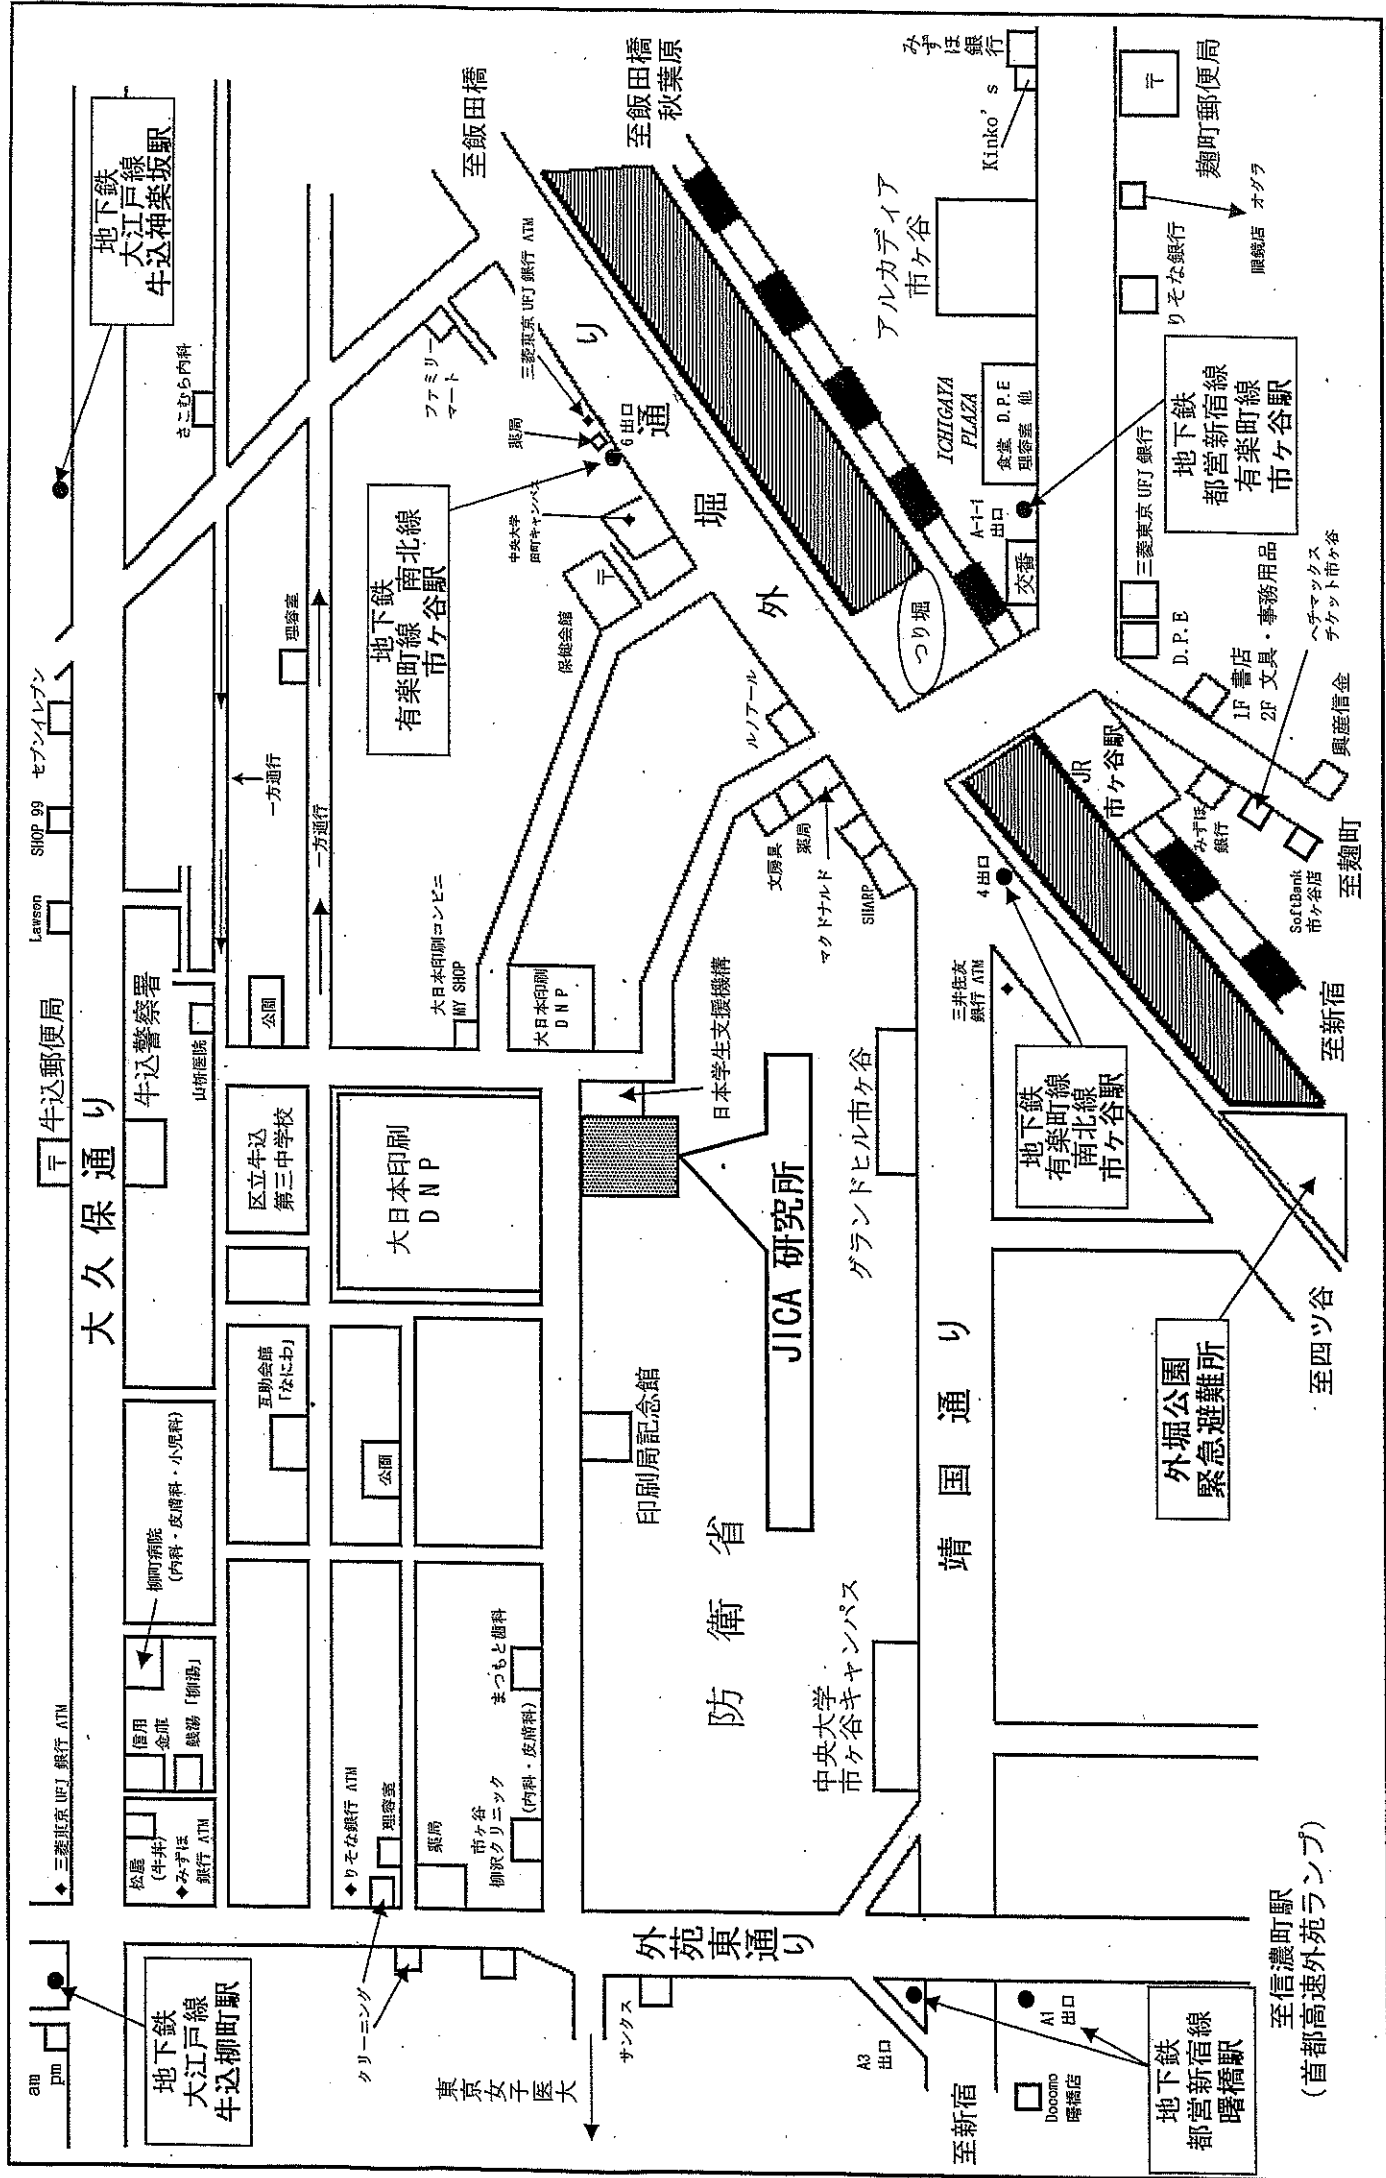 am
pm
地下鉄
大江戸線
牛込柳町駅
三菱東京 UFJ 銀行 ATM
〒
牛込郵便局
Lawson
SHOP 99
セブンイレブン
地下鉄
大江戸線
牛込神楽坂駅
大久保通り
松屋
(牛丼)
みずほ
銀行 ATM
信用
金庫
銭湯「柳湯」
柳町病院
(内科・皮膚科・小児科)
牛込警察署
山折医院
さこむら内科
互助会館
「なにわ」
区立牛込
第三中学校
公園
一方通行
一方通行
理容室
クリーニング
りそな銀行 ATM
理容室
公園
大日本印刷
DNP
薬局
市ヶ谷
柳沢クリニック
(内科・皮膚科)
まつもと歯科
大日本印刷コンビニ
MY SHOP
大日本印刷
DNP
ファミリー
マート
至飯田橋
地下鉄
有楽町線 南北線
市ケ谷駅
三菱東京 UFJ 銀行 ATM
薬局
6 出口
中央大学
田町キャンパス
保健会館
〒
東京女子医大
サンクス
外苑東通り
防衛省
印刷局記念館
JICA 研究所
日本学生支援機構
ルノアール
文房具
薬局
マクドナルド
SHARP
外堀通り
つり堀
至飯田橋
秋葉原
中央大学
市ヶ谷キャンパス
グランドヒル市ヶ谷
靖国通り
A3
出口
至新宿
A1
出口
Docomo
曙橋店
地下鉄
都営新宿線
曙橋駅
至信濃町駅
(首都高速外苑ランプ)
三井住友
銀行 ATM
4 出口
地下鉄
有楽町線
南北線
市ヶ谷駅
外堀公園
緊急避難所
至四ツ谷
JR
市ケ谷駅
みずほ
銀行
SoftBank
市ヶ谷店
至新宿
至麹町
交番
A-1-1
出口
ICHIGAYA
PLAZA
食堂 D.P.E
理容室 他
アルカディア
市ヶ谷
Kinko's
みずほ
銀行
D.P.E
三菱東京 UFJ 銀行
1F 書店
2F 文具・事務用品
ハチマックス
チケット市ヶ谷
興産信金
地下鉄
都営新宿線
有楽町線
市ケ谷駅
りそな銀行
眼鏡店 オグラ
〒
麹町郵便局